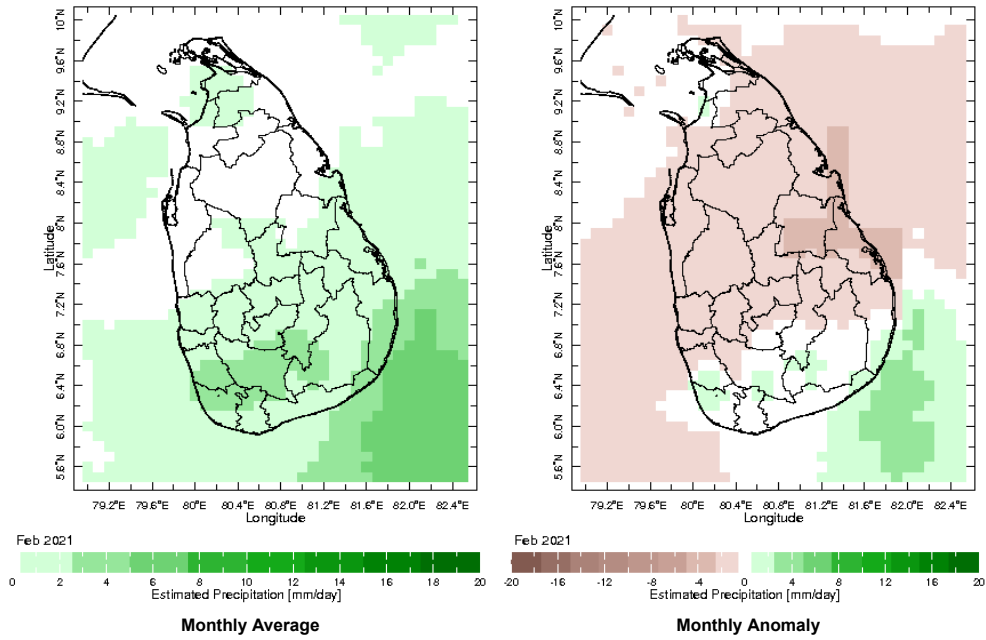 10°N
9.6°N
9.2°N
8.8°N
8.4°N
8°N
7.6°N
7.2°N
6.8°N
6.4°N
6.0°N
5.6°N
Latitude
79.2°E 79.6°E 80°E 80.4°E 80.8°E 81.2°E 81.6°E 82.0°E 82.4°E
Longitude
Feb 2021
0 2 4 6 8 10 12 14 16 18 20
Estimated Precipitation [mm/day]
Monthly Average
10°N
9.6°N
9.2°N
8.8°N
8.4°N
8°N
7.6°N
7.2°N
6.8°N
6.4°N
6.0°N
5.6°N
Latitude
79.2°E 79.6°E 80°E 80.4°E 80.8°E 81.2°E 81.6°E 82.0°E 82.4°E
Longitude
Feb 2021
-20 -16 -12 -8 -4 0 4 8 12 16 20
Estimated Precipitation [mm/day]
Monthly Anomaly